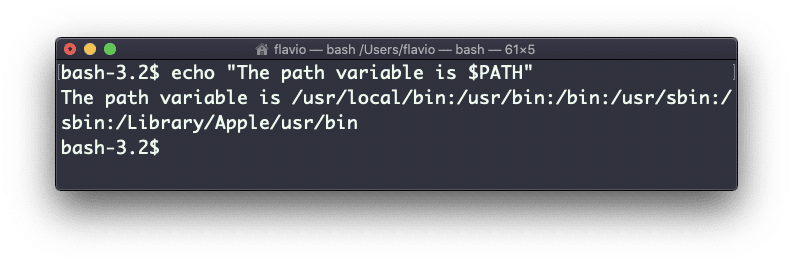 flavio — bash /Users/flavio — bash — 61×5
bash-3.2$ echo "The path variable is $PATH"
The path variable is /usr/local/bin:/usr/bin:/bin:/usr/sbin:/
sbin:/Library/Apple/usr/bin
bash-3.2$